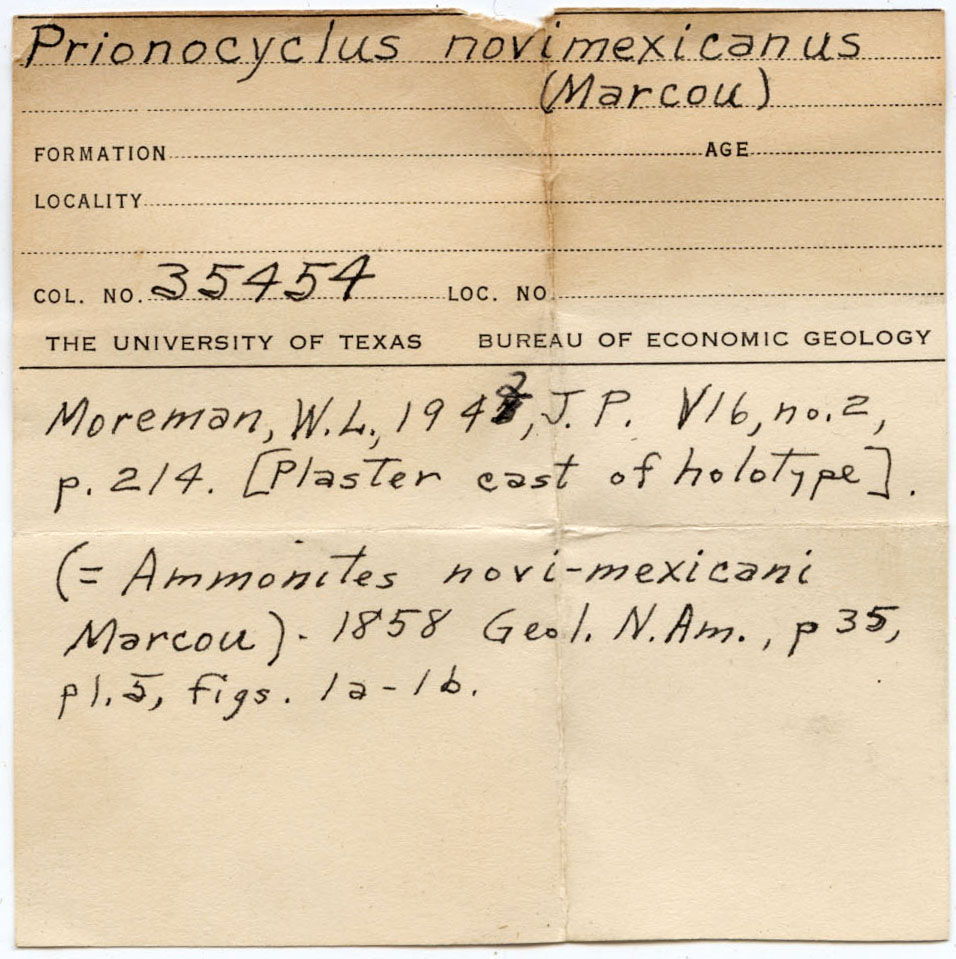 Prionocyclus novimexicanus
(Marcou)
FORMATION AGE
LOCALITY
COL. NO. 35454 LOC. NO
THE UNIVERSITY OF TEXAS BUREAU OF ECONOMIC GEOLOGY
Moreman, W.L., 1942, J.P. V16, no.2,
p. 214. [Plaster cast of holotype].
(= Ammonites novi-mexicani
Marcou). 1858 Geol. N.Am., p 35,
pl.5, figs. 1a-1b.